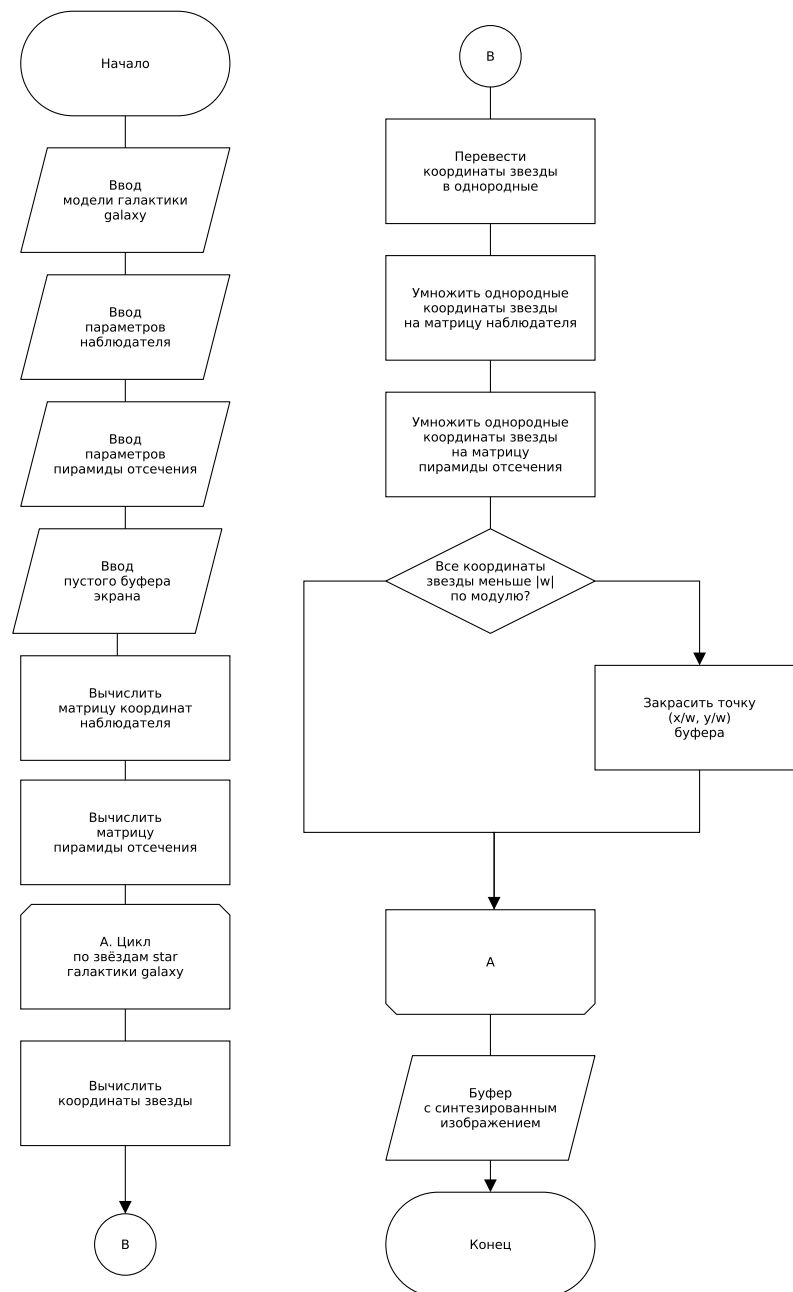 Начало
Ввод
модели галактики
galaxy
Ввод
параметров
наблюдателя
Ввод
параметров
пирамиды отсечения
Ввод
пустого буфера
экрана
Вычислить
матрицу координат
наблюдателя
Вычислить
матрицу
пирамиды отсечения
А. Цикл
по звёздам star
галактики galaxy
Вычислить
координаты звезды
В
В
Перевести
координаты звезды
в однородные
Умножить однородные
координаты звезды
на матрицу наблюдателя
Умножить однородные
координаты звезды
на матрицу
пирамиды отсечения
Все координаты
звезды меньше |w|
по модулю?
Закрасить точку
(x/w, y/w)
буфера
А
Буфер
с синтезированным
изображением
Конец